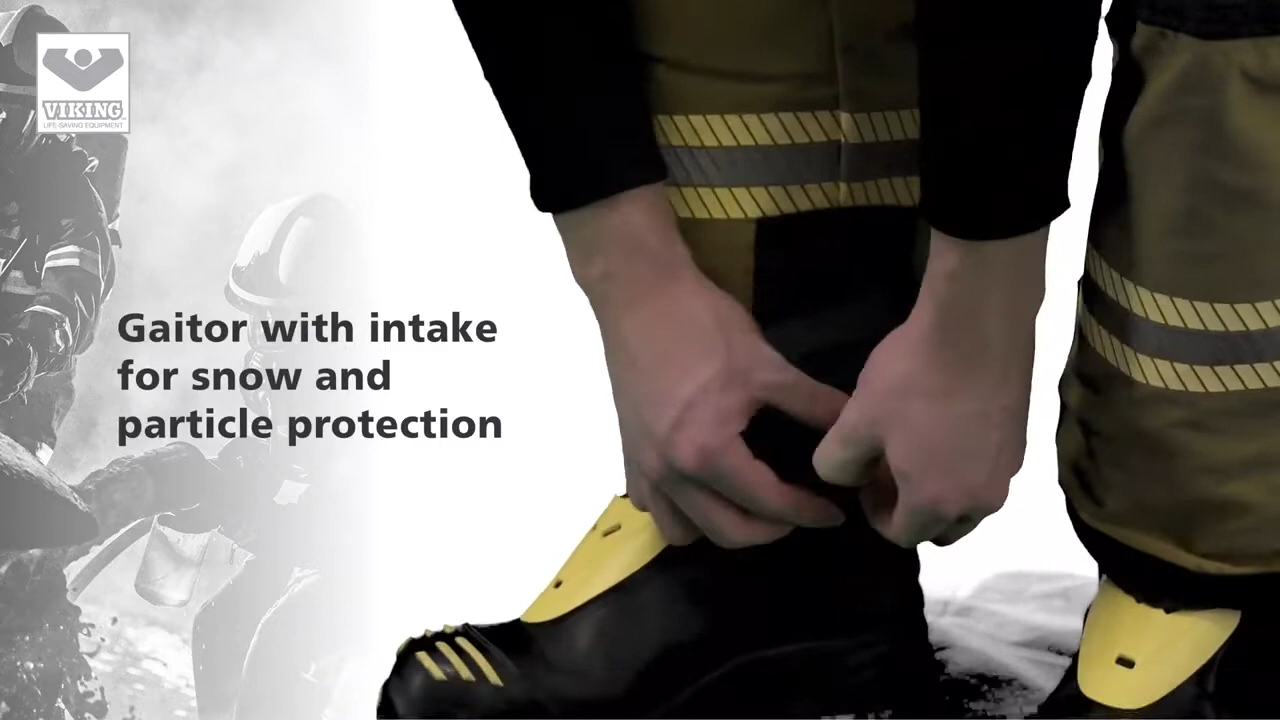 VIKING
LIFE-SAVING EQUIPMENT
Gaitor with intake
for snow and
particle protection